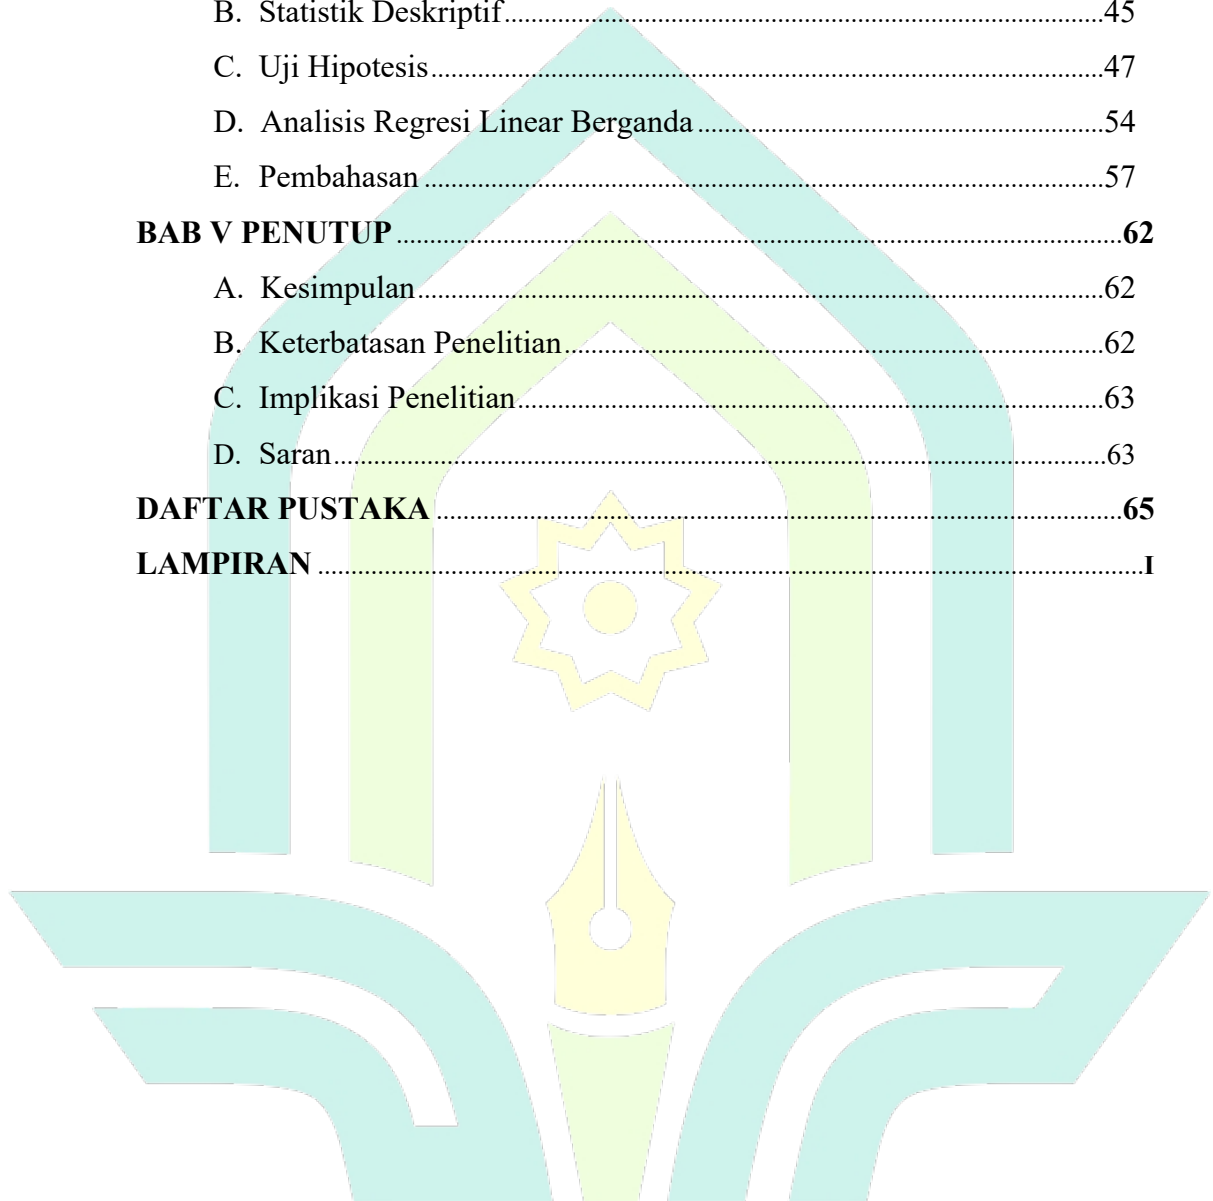 B. Statistik Deskriptif..........................................................................45
C. Uji Hipotesis...................................................................................47
D. Analisis Regresi Linear Berganda..................................................54
E. Pembahasan....................................................................................57
BAB V PENUTUP..........................................................................................62
A. Kesimpulan.....................................................................................62
B. Keterbatasan Penelitian..................................................................62
C. Implikasi Penelitian........................................................................63
D. Saran...............................................................................................63
DAFTAR PUSTAKA.....................................................................................65
LAMPIRAN......................................................................................................I